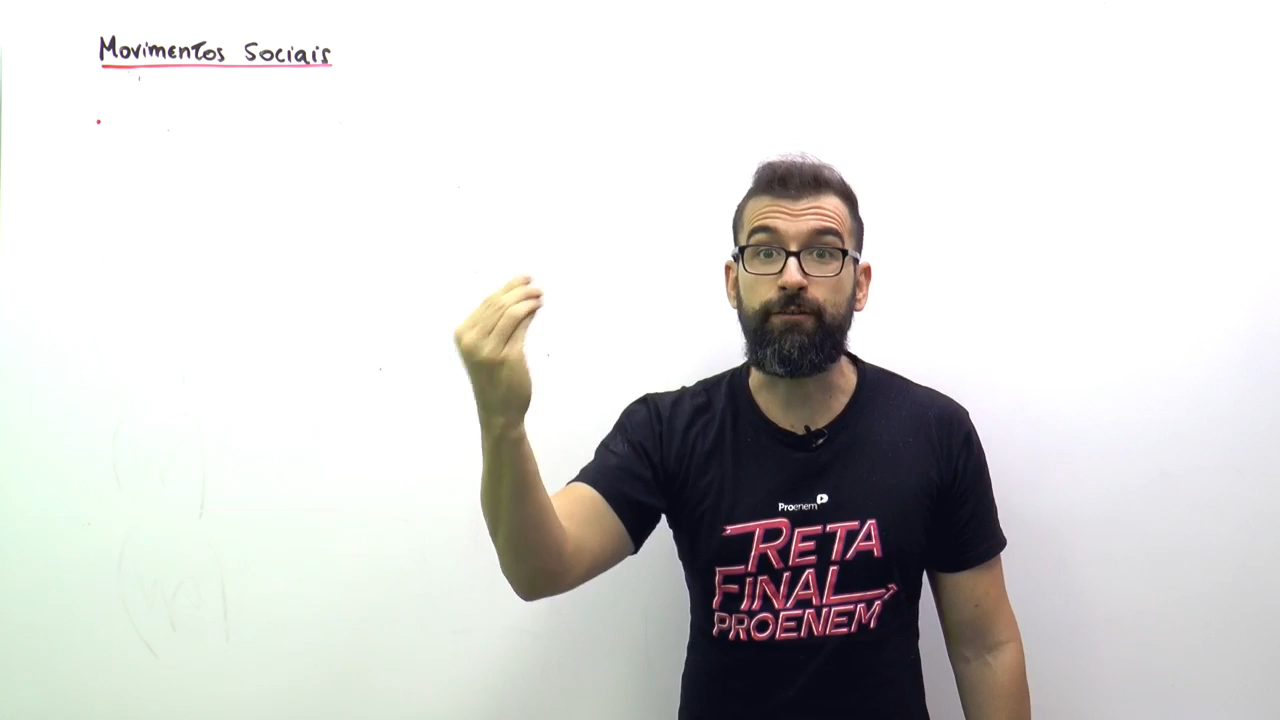 Movimentos Sociais
Proenem
RETA
FINAL
PROENEM